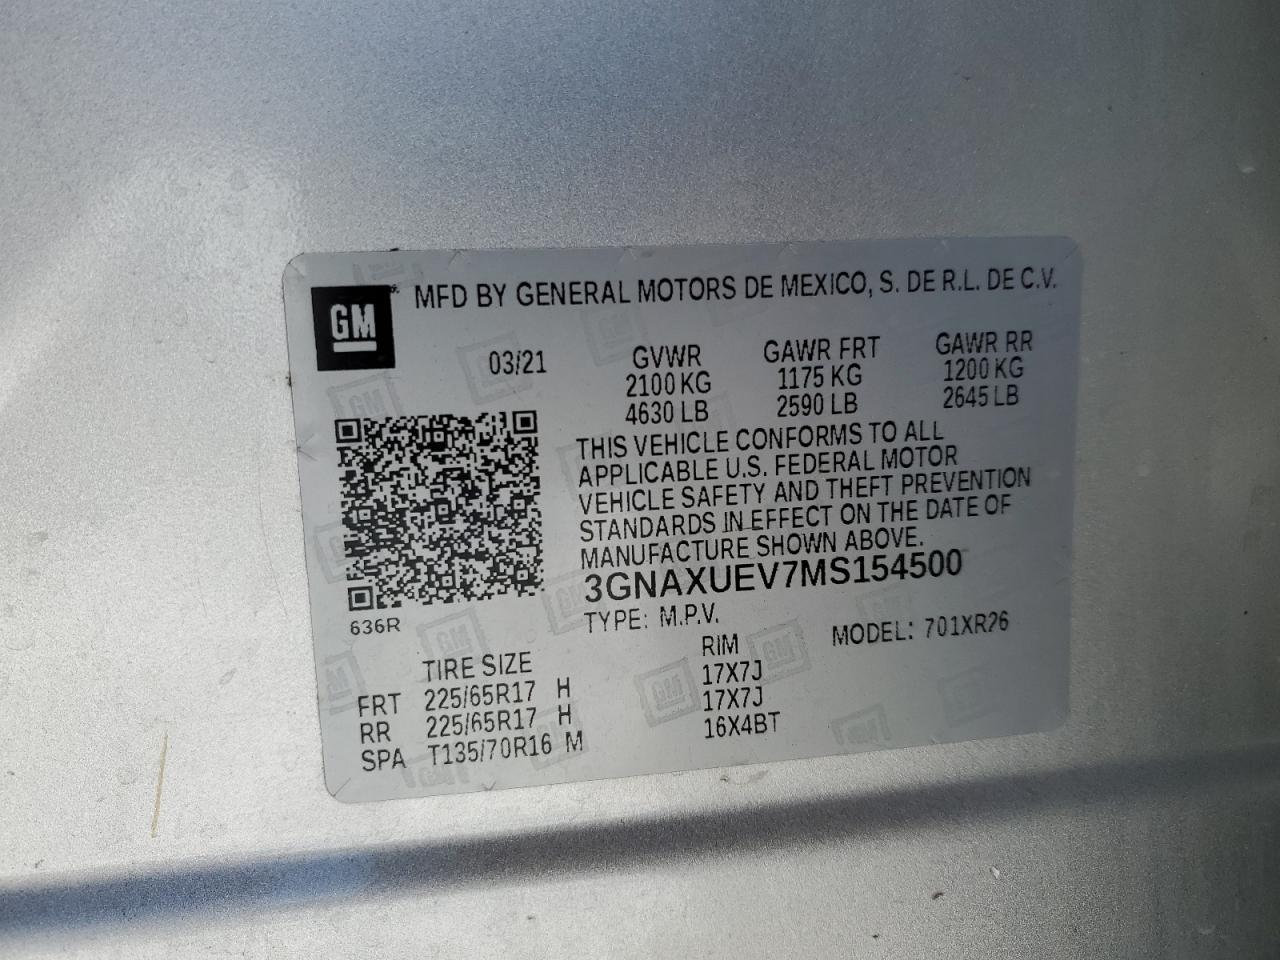 GM
MFD BY GENERAL MOTORS DE MEXICO, S. DE R.L. DE C.V.
03/21
GVWR GAWR FRT GAWR RR
2100 KG 1175 KG 1200 KG
4630 LB 2590 LB 2645 LB
THIS VEHICLE CONFORMS TO ALL
APPLICABLE U.S. FEDERAL MOTOR
VEHICLE SAFETY AND THEFT PREVENTION
STANDARDS IN EFFECT ON THE DATE OF
MANUFACTURE SHOWN ABOVE.
3GNAXUEV7MS154500
TYPE: M.P.V. MODEL: 701XR26
636R
TIRE SIZE RIM
FRT 225/65R17 H 17X7J
RR 225/65R17 H 17X7J
SPA T135/70R16 M 16X4BT